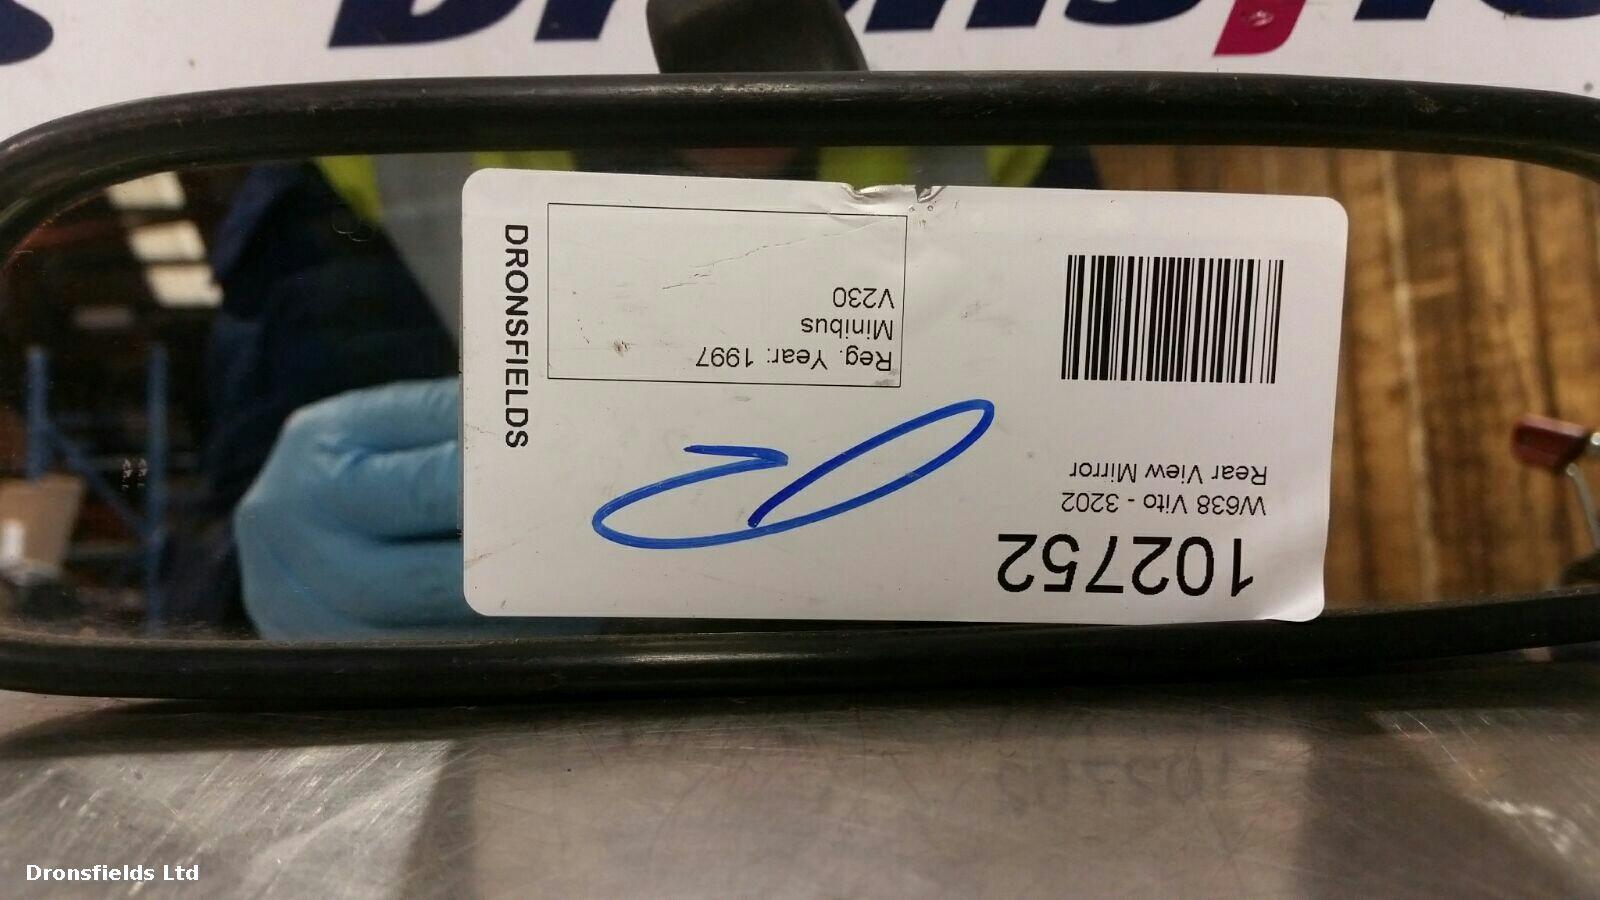 102752
W638 Vito - 3202
Rear View Mirror
Reg. Year: 1997
Minibus
V230
DRONSFIELDS
Dronsfields Ltd